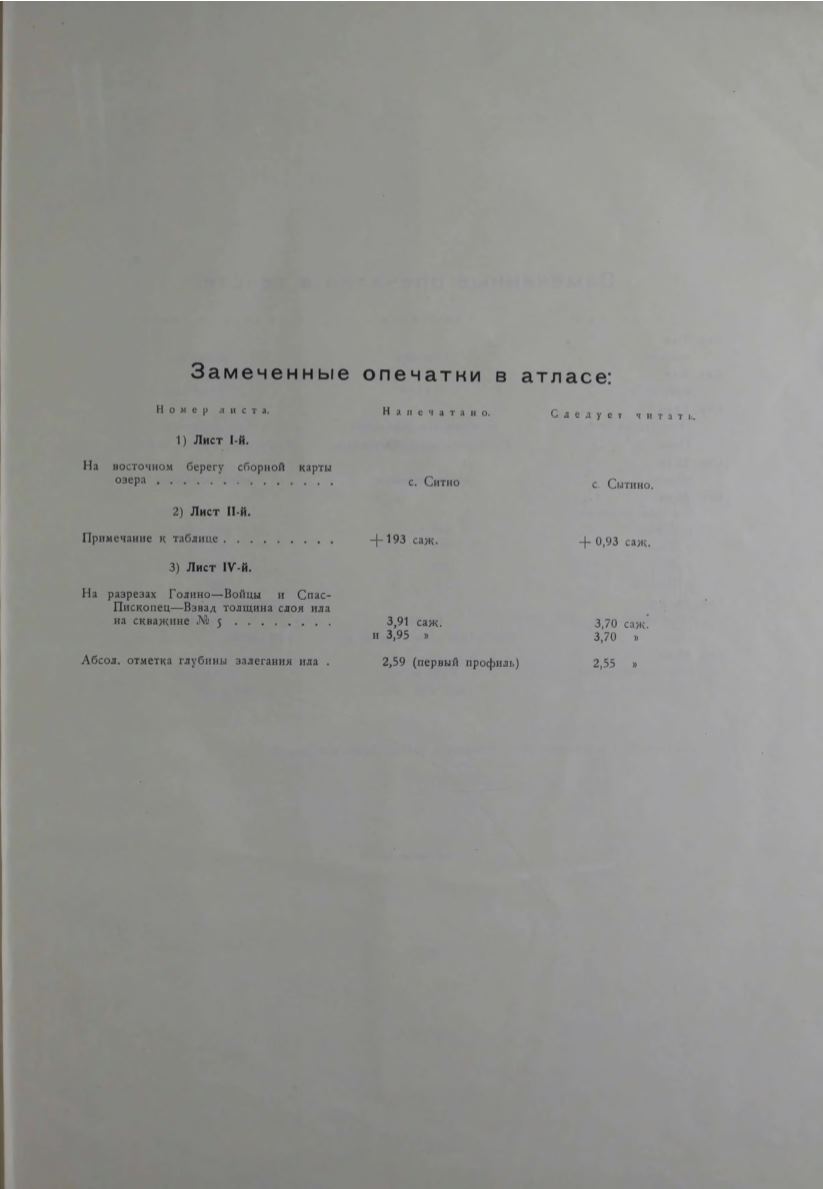 Замеченные опечатки в атласе:
Номер листа. Напечатано. Следует читать.
1) Лист I-й.
На восточном берегу сборной карты
озера . . . . . . . . . . . . . . с. Ситно с. Сытино.
2) Лист II-й.
Примечание к таблице . . . . . . . . . +193 саж. + 0,93 саж.
3) Лист IV-й.
На разрезах Голино—Войцы и Спас-
Пископец—Взвад толщина слоя ила
на скважине № 5 . . . . . . . . 3,91 саж. 3,70 саж.
и 3,95 » 3,70 »
Абсол. отметка глубины залегания ила . 2,59 (первый профиль) 2,55 »